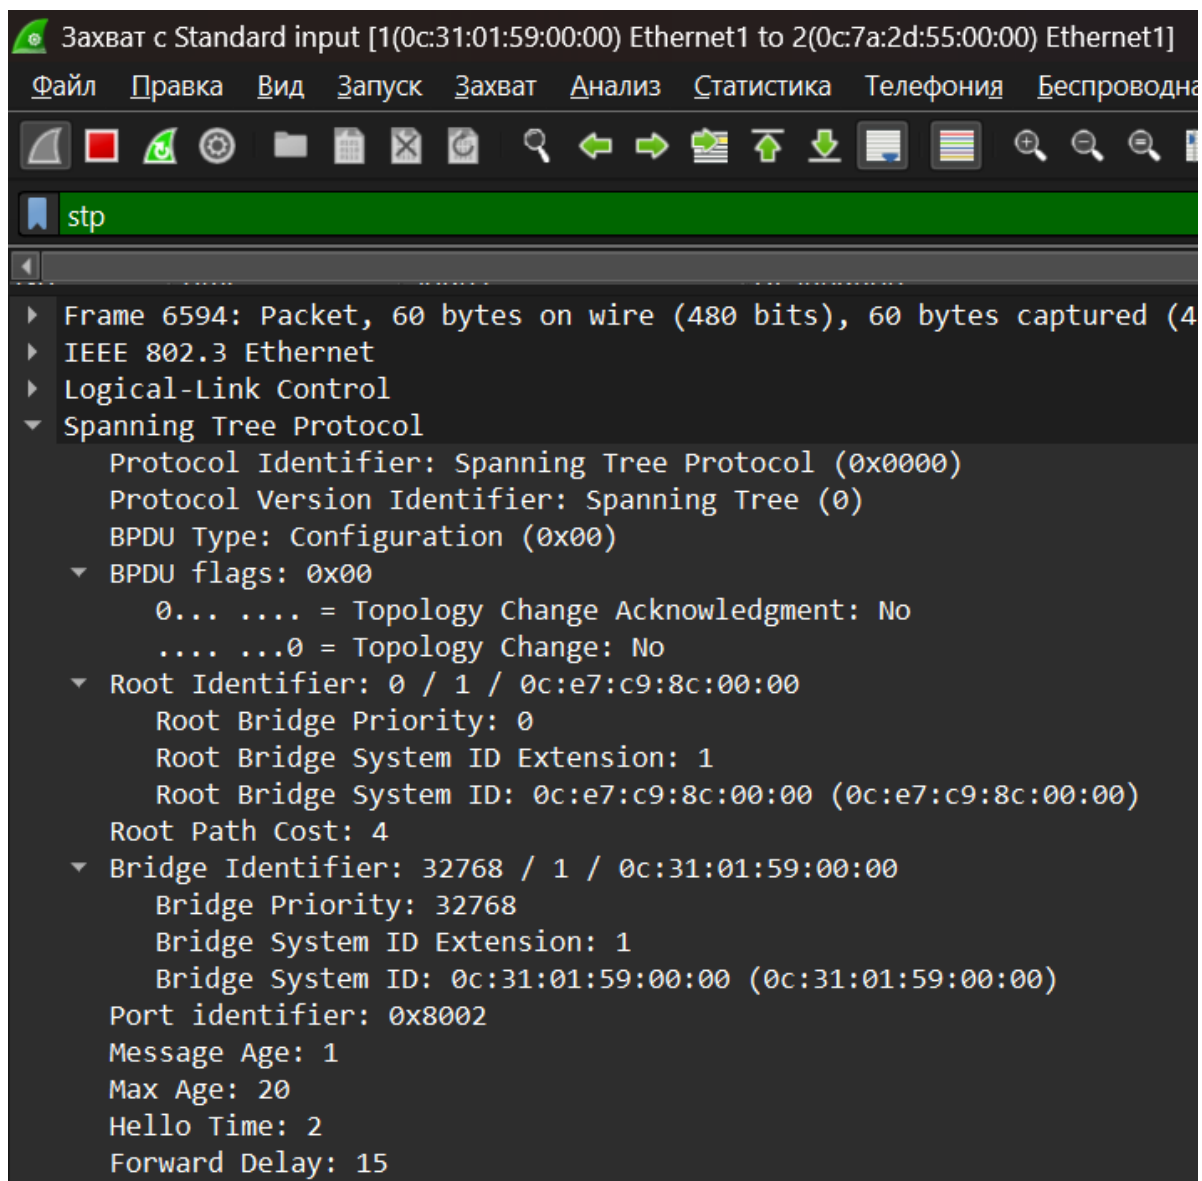 Захват с Standard input [1(0c:31:01:59:00:00) Ethernet1 to 2(0c:7a:2d:55:00:00) Ethernet1]
Файл Правка Вид Запуск Захват Анализ Статистика Телефония Беспроводна
stp
Frame 6594: Packet, 60 bytes on wire (480 bits), 60 bytes captured (4
IEEE 802.3 Ethernet
Logical-Link Control
Spanning Tree Protocol
Protocol Identifier: Spanning Tree Protocol (0x0000)
Protocol Version Identifier: Spanning Tree (0)
BPDU Type: Configuration (0x00)
BPDU flags: 0x00
0... .... = Topology Change Acknowledgment: No
.... ...0 = Topology Change: No
Root Identifier: 0 / 1 / 0c:e7:c9:8c:00:00
Root Bridge Priority: 0
Root Bridge System ID Extension: 1
Root Bridge System ID: 0c:e7:c9:8c:00:00 (0c:e7:c9:8c:00:00)
Root Path Cost: 4
Bridge Identifier: 32768 / 1 / 0c:31:01:59:00:00
Bridge Priority: 32768
Bridge System ID Extension: 1
Bridge System ID: 0c:31:01:59:00:00 (0c:31:01:59:00:00)
Port identifier: 0x8002
Message Age: 1
Max Age: 20
Hello Time: 2
Forward Delay: 15